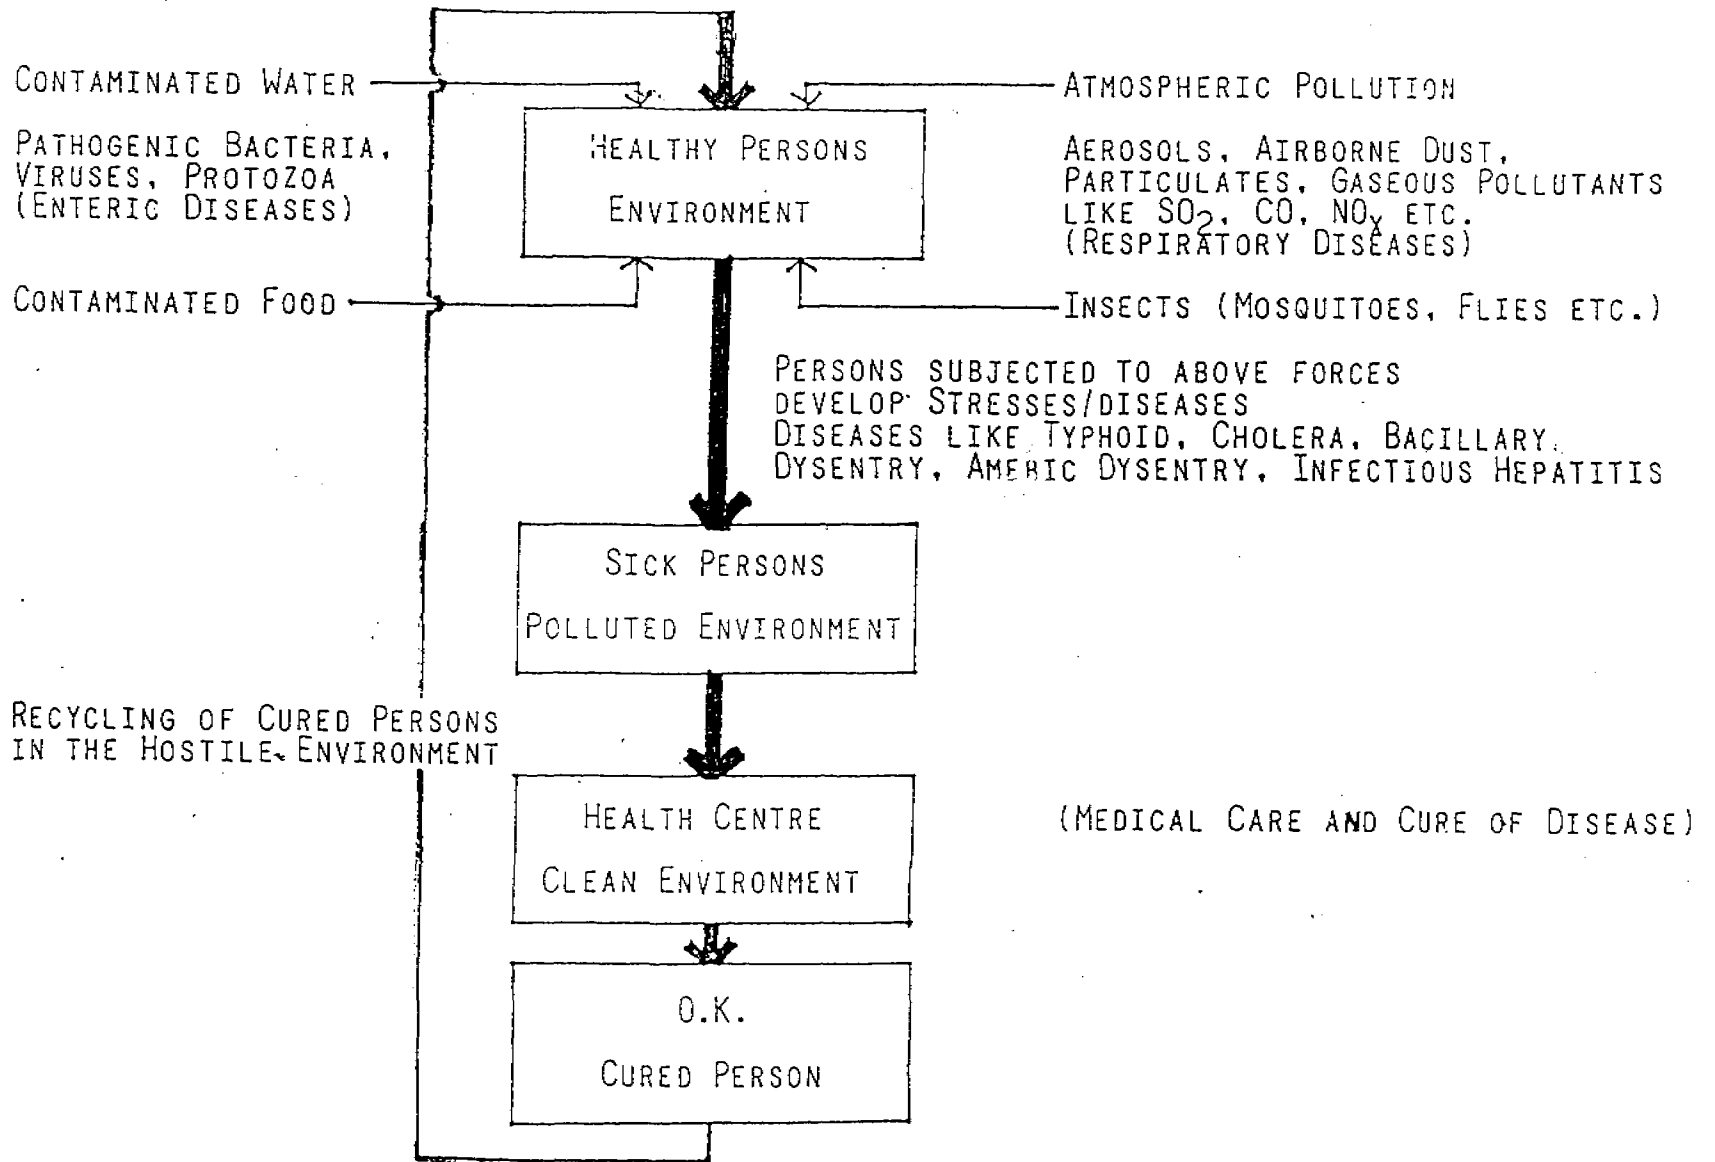 CONTAMINATED WATER
PATHOGENIC BACTERIA,
VIRUSES, PROTOZOA
(ENTERIC DISEASES)
CONTAMINATED FOOD
HEALTHY PERSONS
ENVIRONMENT
ATMOSPHERIC POLLUTION
AEROSOLS, AIRBORNE DUST,
PARTICULATES, GASEOUS POLLUTANTS
LIKE SO₂, CO, NOₓ ETC.
(RESPIRATORY DISEASES)
INSECTS (MOSQUITOES, FLIES ETC.)
PERSONS SUBJECTED TO ABOVE FORCES
DEVELOP STRESSES/DISEASES
DISEASES LIKE TYPHOID, CHOLERA, BACILLARY
DYSENTRY, AMEBIC DYSENTRY, INFECTIOUS HEPATITIS
SICK PERSONS
POLLUTED ENVIRONMENT
RECYCLING OF CURED PERSONS
IN THE HOSTILE ENVIRONMENT
HEALTH CENTRE
CLEAN ENVIRONMENT
(MEDICAL CARE AND CURE OF DISEASE)
O.K.
CURED PERSON